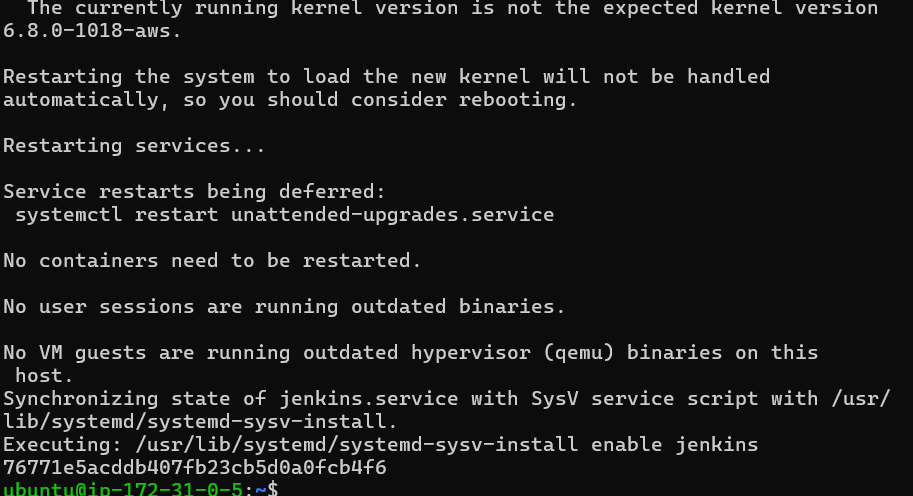 The currently running kernel version is not the expected kernel version
6.8.0-1018-aws.
Restarting the system to load the new kernel will not be handled
automatically, so you should consider rebooting.
Restarting services...
Service restarts being deferred:
systemctl restart unattended-upgrades.service
No containers need to be restarted.
No user sessions are running outdated binaries.
No VM guests are running outdated hypervisor (qemu) binaries on this
host.
Synchronizing state of jenkins.service with SysV service script with /usr/
lib/systemd/systemd-sysv-install.
Executing: /usr/lib/systemd/systemd-sysv-install enable jenkins
76771e5acddb407fb23cb5d0a0fcb4f6
ubuntu@ip-172-31-0-5:~$